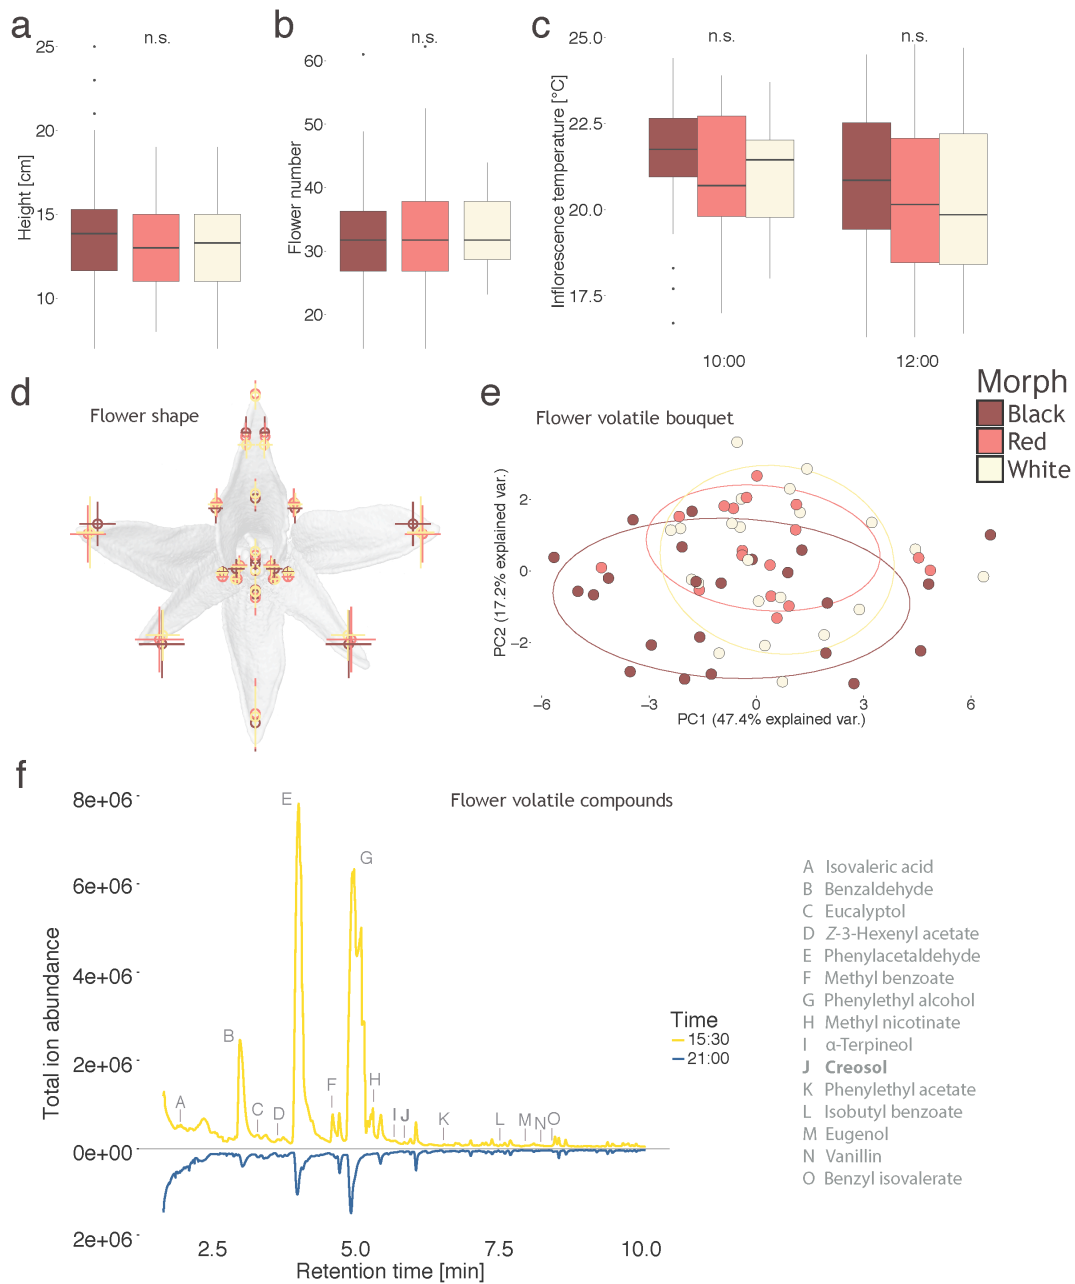 a
n.s.
25
20
15
10
Height [cm]
b
n.s.
60
50
40
30
20
Flower number
c
n.s.
n.s.
25.0
22.5
20.0
17.5
Inflorescence temperature [°C]
10:00
12:00
d
Flower shape
e
Flower volatile bouquet
Morph
Black
Red
White
2
0
−2
PC2 (17.2% explained var.)
−6
−3
0
3
6
PC1 (47.4% explained var.)
f
Flower volatile compounds
8e+06
6e+06
4e+06
2e+06
0e+00
2e+06
Total ion abundance
A
B
C
D
E
F
G
H
I
J
K
L
M
N
O
Time
15:30
21:00
2.5
5.0
7.5
10.0
Retention time [min]
A Isovaleric acid
B Benzaldehyde
C Eucalyptol
D Z-3-Hexenyl acetate
E Phenylacetaldehyde
F Methyl benzoate
G Phenylethyl alcohol
H Methyl nicotinate
I α-Terpineol
J Creosol
K Phenylethyl acetate
L Isobutyl benzoate
M Eugenol
N Vanillin
O Benzyl isovalerate